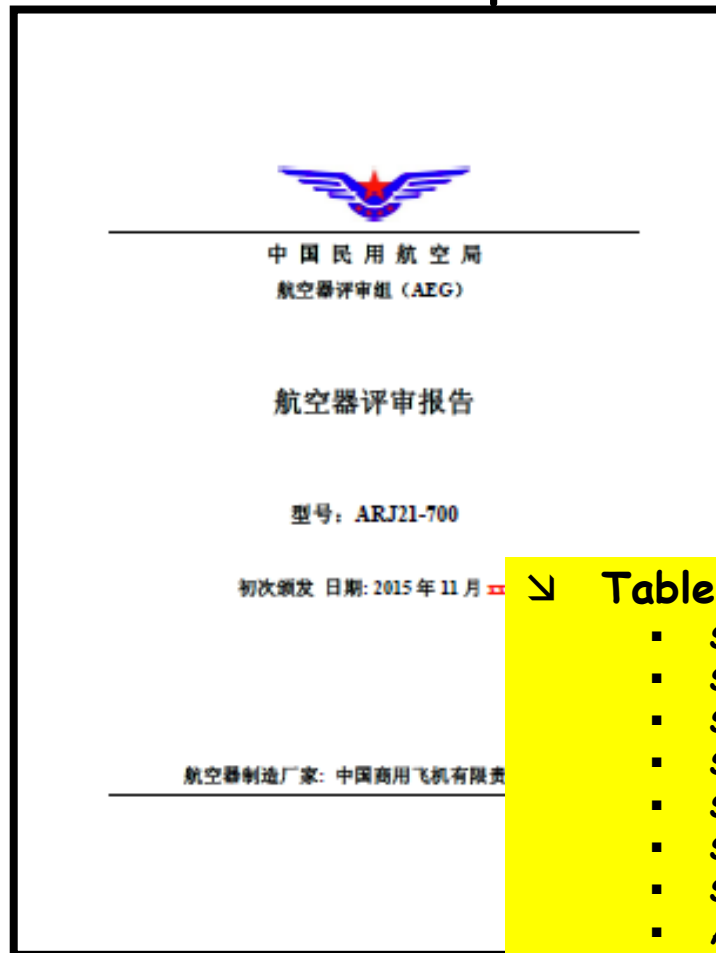 中国民用航空局
航空器评审组（AEG）
航空器评审报告
型号：ARJ21-700
初次颁发 日期: 2015 年 11 月 xx
航空器制造厂家: 中国商用飞机有限责
Table